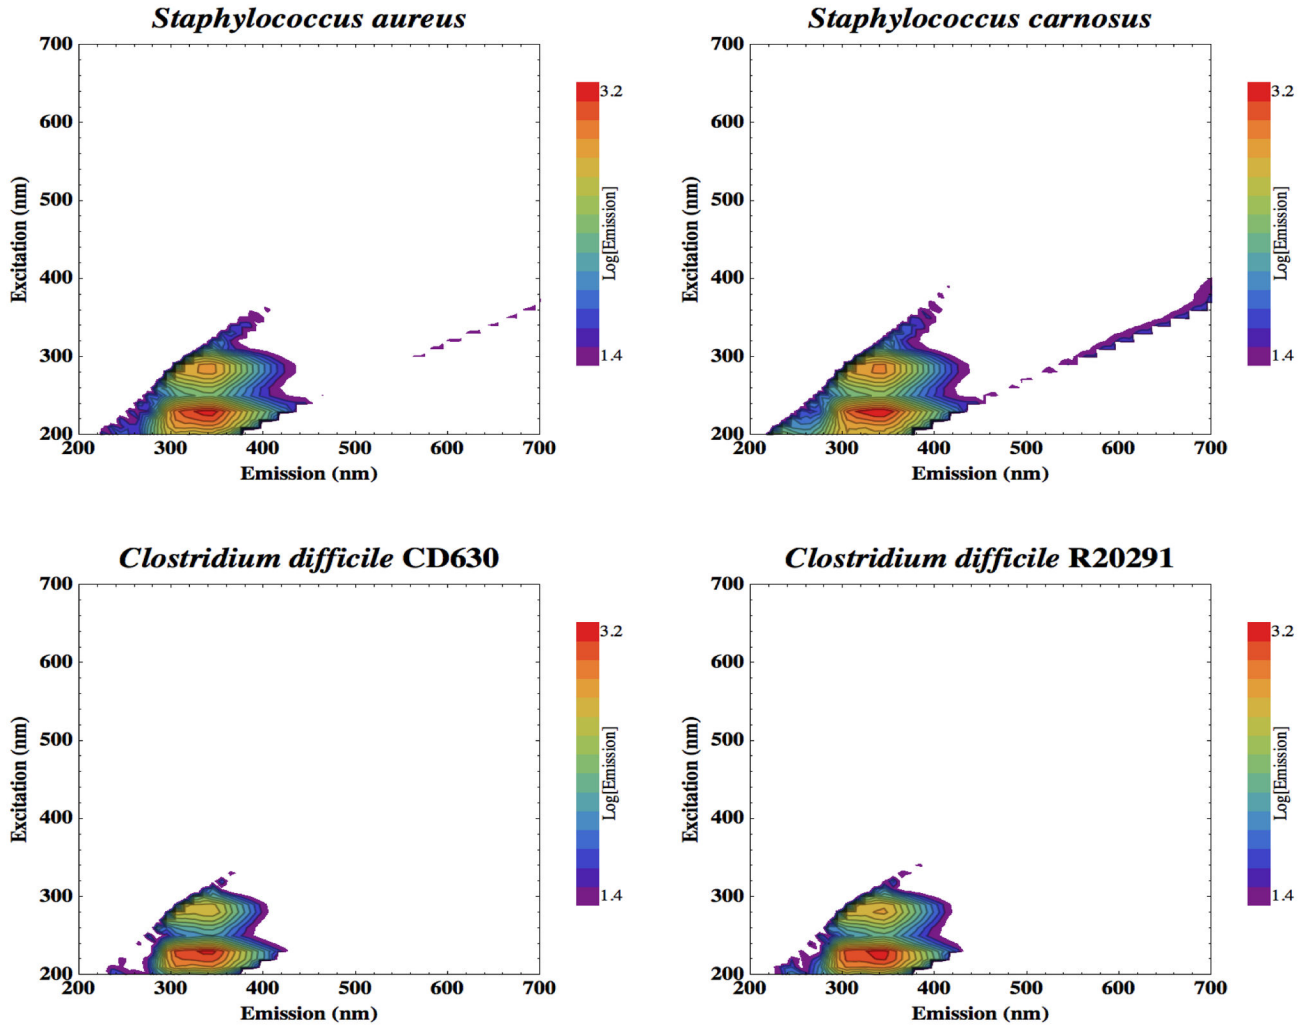 Staphylococcus aureus
Staphylococcus carnosus
700
600
500
400
300
200
Excitation (nm)
200 300 400 500 600 700
Emission (nm)
3.2
Log[Emission]
1.4
700
600
500
400
300
200
Excitation (nm)
200 300 400 500 600 700
Emission (nm)
3.2
Log[Emission]
1.4
Clostridium difficile CD630
Clostridium difficile R20291
700
600
500
400
300
200
Excitation (nm)
200 300 400 500 600 700
Emission (nm)
3.2
Log[Emission]
1.4
700
600
500
400
300
200
Excitation (nm)
200 300 400 500 600 700
Emission (nm)
3.2
Log[Emission]
1.4